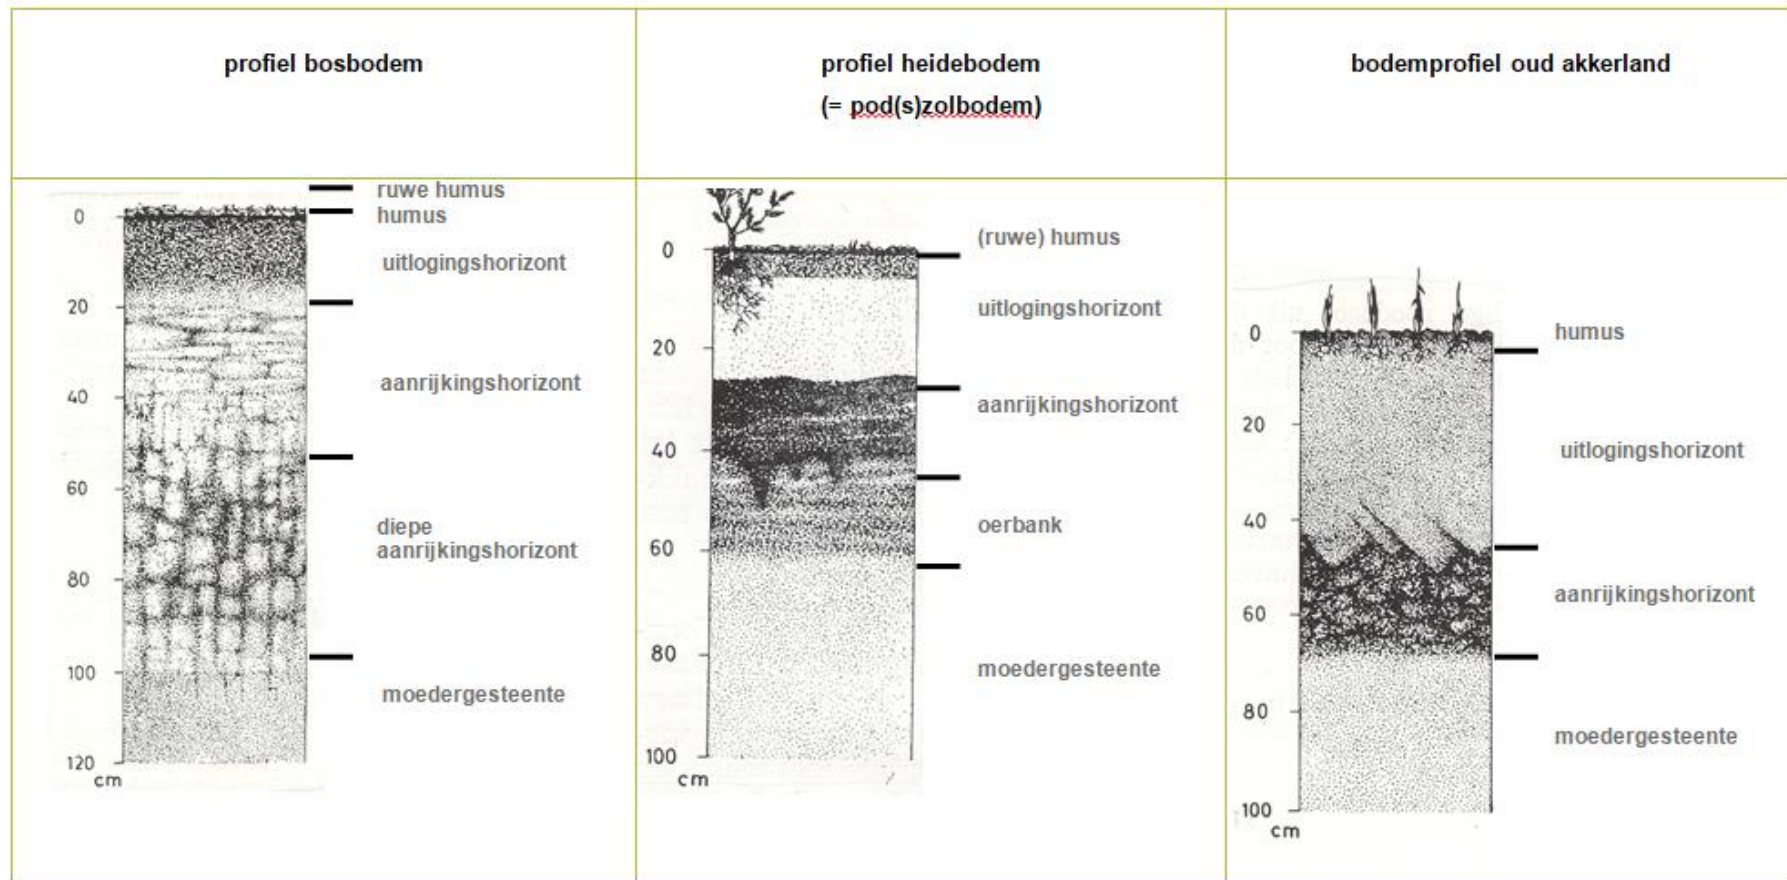 profiel bosbodem
profiel heidebodem
(= pod(s)zolbodem)
bodemprofiel oud akkerland
ruwe humus
humus
uitlogingshorizont
aanrijkingshorizont
diepe
aanrijkingshorizont
moedergesteente
0
20
40
60
80
100
120
cm
(ruwe) humus
uitlogingshorizont
aanrijkingshorizont
oerbank
moedergesteente
0
20
40
60
80
100
cm
humus
uitlogingshorizont
aanrijkingshorizont
moedergesteente
0
20
40
60
80
100
cm